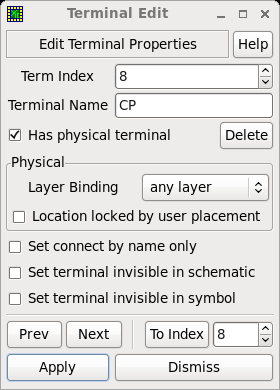 Terminal Edit
Edit Terminal Properties Help
Term Index 8
Terminal Name CP
Has physical terminal Delete
Physical
Layer Binding any layer
Location locked by user placement
Set connect by name only
Set terminal invisible in schematic
Set terminal invisible in symbol
Prev Next To Index 8
Apply Dismiss